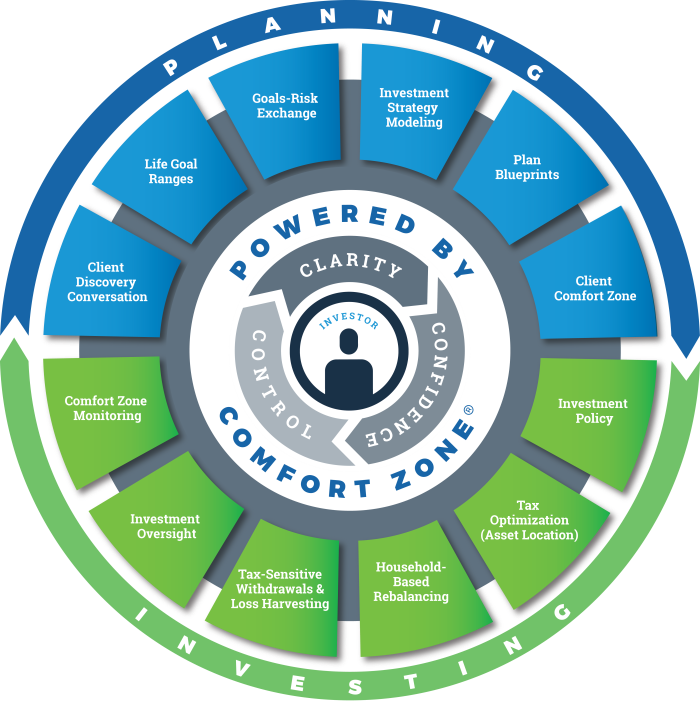 PLANNING
Client
Discovery
Conversation
Life Goal
Ranges
Goals-Risk
Exchange
Investment
Strategy
Modeling
Plan
Blueprints
Client
Comfort Zone
Investment
Policy
Tax
Optimization
(Asset Location)
Household-
Based
Rebalancing
Tax-Sensitive
Withdrawals &
Loss Harvesting
Investment
Oversight
Comfort Zone
Monitoring
INVESTING
POWERED BY
COMFORT ZONE®
CLARITY
CONFIDENCE
CONTROL
INVESTOR